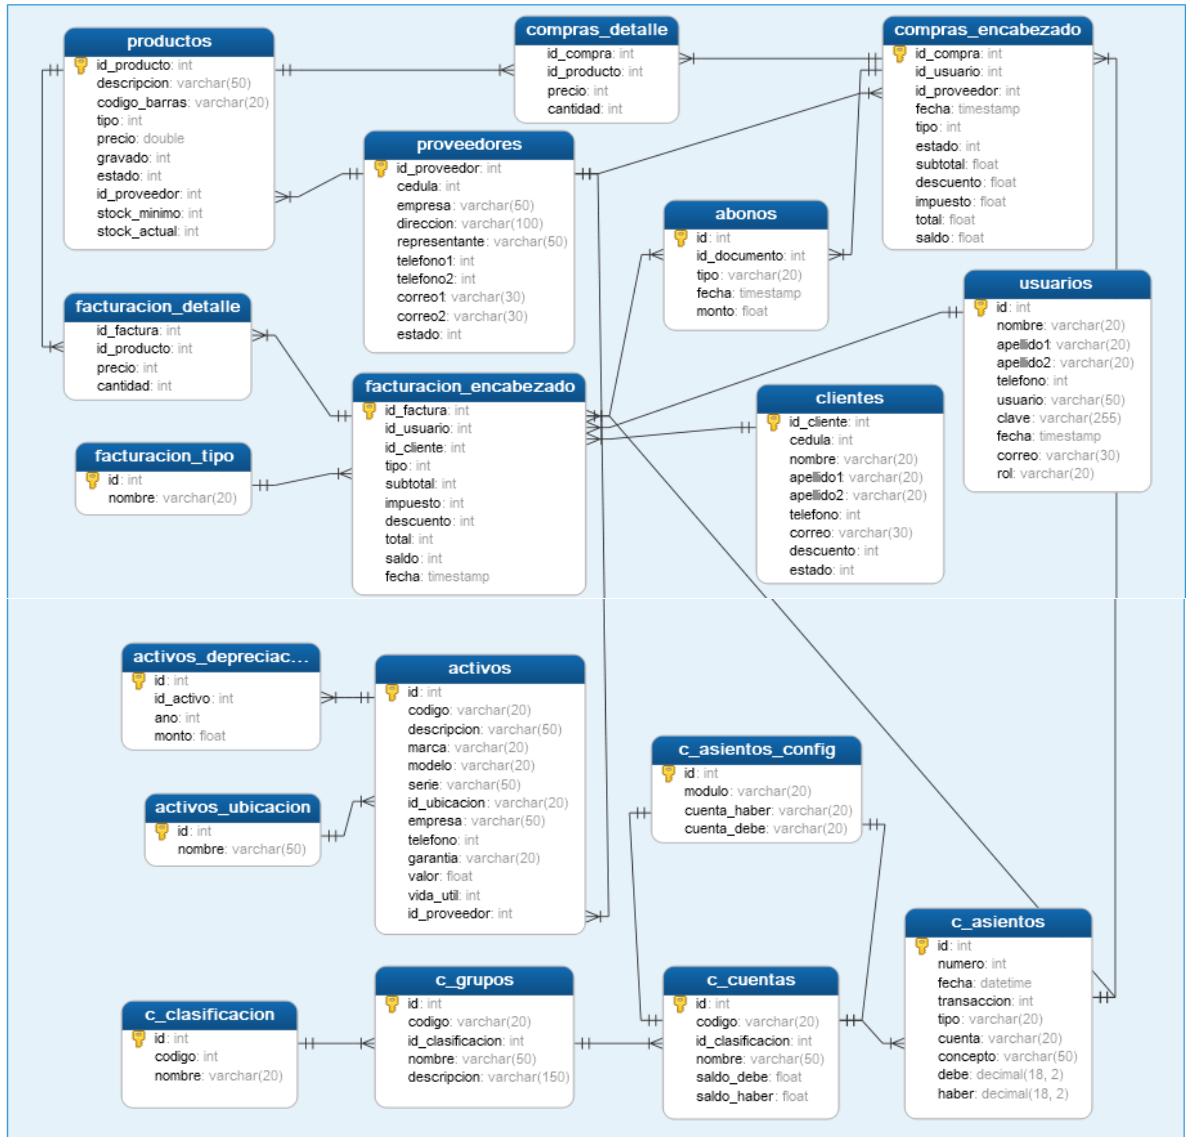 productos
id_producto: int
descripcion: varchar(50)
codigo_barras: varchar(20)
tipo: int
precio: double
gravado: int
estado: int
id_proveedor: int
stock_minimo: int
stock_actual: int
compras_detalle
id_compra: int
id_producto: int
precio: int
cantidad: int
compras_encabezado
id_compra: int
id_usuario: int
id_proveedor: int
fecha: timestamp
tipo: int
estado: int
subtotal: float
descuento: float
impuesto: float
total: float
saldo: float
proveedores
id_proveedor: int
cedula: int
empresa: varchar(50)
direccion: varchar(100)
representante: varchar(50)
telefono1: int
telefono2: int
correo1: varchar(30)
correo2: varchar(30)
estado: int
abonos
id: int
id_documento: int
tipo: varchar(20)
fecha: timestamp
monto: float
usuarios
id: int
nombre: varchar(20)
apellido1: varchar(20)
apellido2: varchar(20)
telefono: int
usuario: varchar(50)
clave: varchar(255)
fecha: timestamp
correo: varchar(30)
rol: varchar(20)
facturacion_detalle
id_factura: int
id_producto: int
precio: int
cantidad: int
facturacion_encabezado
id_factura: int
id_usuario: int
id_cliente: int
tipo: int
subtotal: int
impuesto: int
descuento: int
total: int
saldo: int
fecha: timestamp
clientes
id_cliente: int
cedula: int
nombre: varchar(20)
apellido1: varchar(20)
apellido2: varchar(20)
telefono: int
correo: varchar(30)
descuento: int
estado: int
facturacion_tipo
id: int
nombre: varchar(20)
activos_depreciac...
id: int
id_activo: int
ano: int
monto: float
activos
id: int
codigo: varchar(20)
descripcion: varchar(50)
marca: varchar(20)
modelo: varchar(20)
serie: varchar(50)
id_ubicacion: varchar(20)
empresa: varchar(50)
telefono: int
garantia: varchar(20)
valor: float
vida_util: int
id_proveedor: int
activos_ubicacion
id: int
nombre: varchar(50)
c_asientos_config
id: int
modulo: varchar(20)
cuenta_haber: varchar(20)
cuenta_debe: varchar(20)
c_asientos
id: int
numero: int
fecha: datetime
transaccion: int
tipo: varchar(20)
cuenta: varchar(20)
concepto: varchar(50)
debe: decimal(18, 2)
haber: decimal(18, 2)
c_grupos
id: int
codigo: varchar(20)
id_clasificacion: int
nombre: varchar(50)
descripcion: varchar(150)
c_cuentas
id: int
codigo: varchar(20)
id_clasificacion: int
nombre: varchar(50)
saldo_debe: float
saldo_haber: float
c_clasificacion
id: int
codigo: int
nombre: varchar(20)